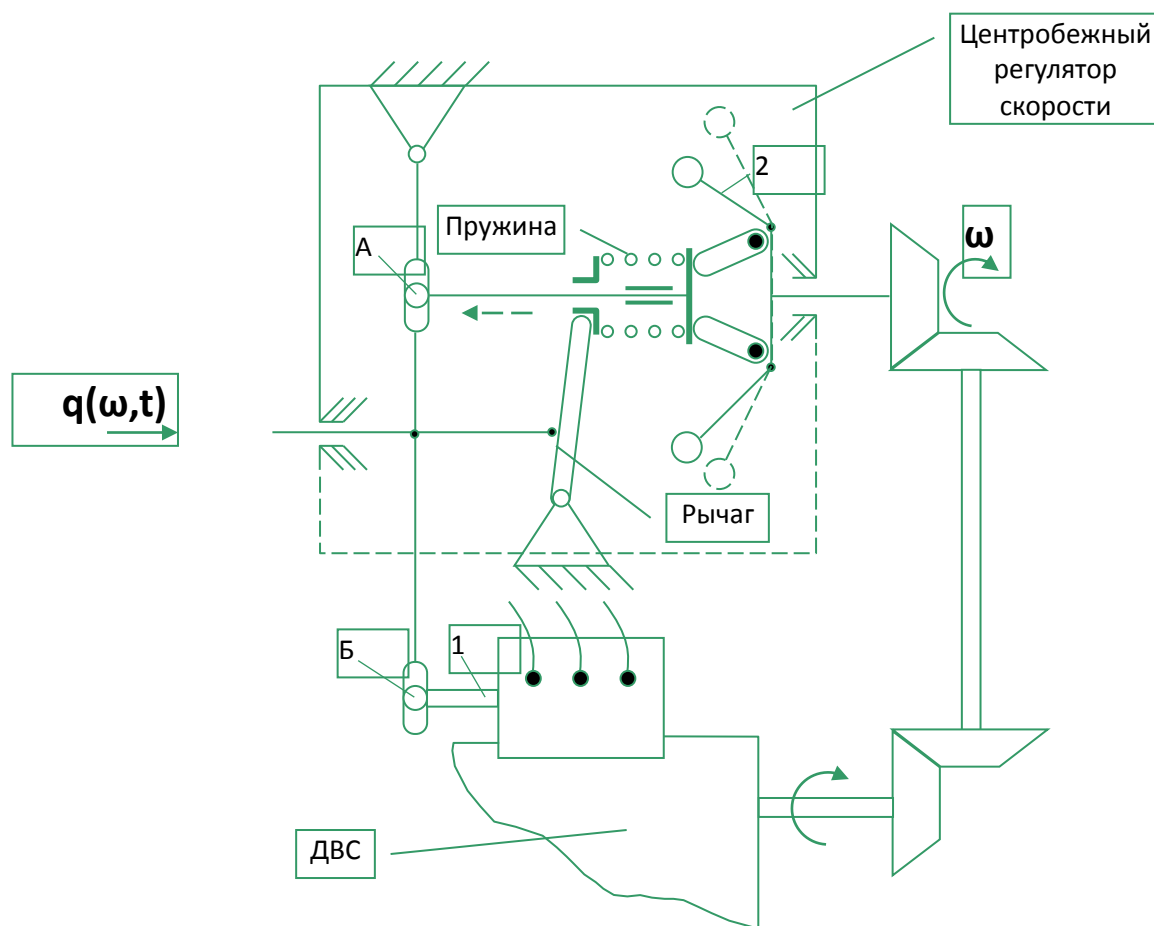 Центробежный
регулятор
скорости
2
Пружина
А
ω
q(ω,t)
Рычаг
Б
1
ДВС